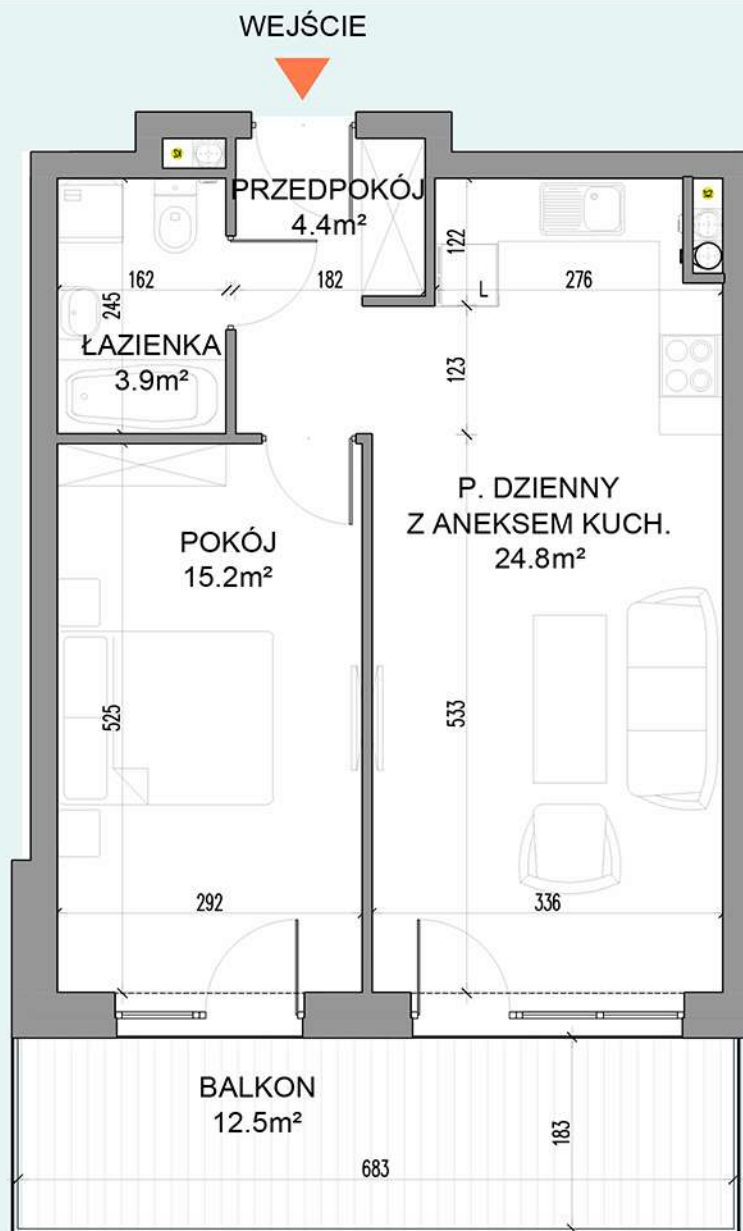 WEJŚCIE
PRZEDPOKÓJ
4.4m²
122
162
182
276
L
245
ŁAZIENKA
3.9m²
123
P. DZIENNY
Z ANEKSEM KUCH.
24.8m²
POKÓJ
15.2m²
525
533
292
336
BALKON
12.5m²
183
683